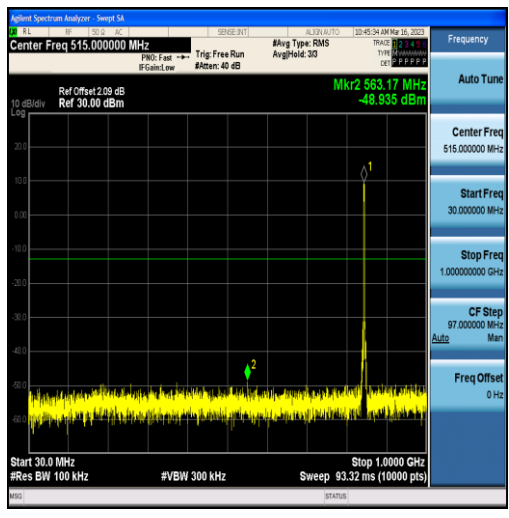 Agilent Spectrum Analyzer - Swept SA
RL RF 50 Ω AC SENSE:INT ALIGN AUTO 10:45:34 AM Mar 16, 2023
Center Freq 515.000000 MHz
PNO: Fast
IFGain:Low
Trig: Free Run
#Atten: 40 dB
#Avg Type: RMS
Avg|Hold: 3/3
TRACE 1 2 3 4 5 6
TYPE
DET P P P P P P
Ref Offset 2.09 dB
Ref 30.00 dBm
10 dB/div
Log
Mkr2 563.17 MHz
-48.935 dBm
20.0
10.0
0.00
-10.0
-20.0
-30.0
-40.0
-50.0
-60.0
1
2
Start 30.0 MHz
Stop 1.0000 GHz
#Res BW 100 kHz
#VBW 300 kHz
Sweep 93.32 ms (10000 pts)
MSG
STATUS
Frequency
Auto Tune
Center Freq
515.000000 MHz
Start Freq
30.000000 MHz
Stop Freq
1.000000000 GHz
CF Step
97.000000 MHz
Auto Man
Freq Offset
0 Hz